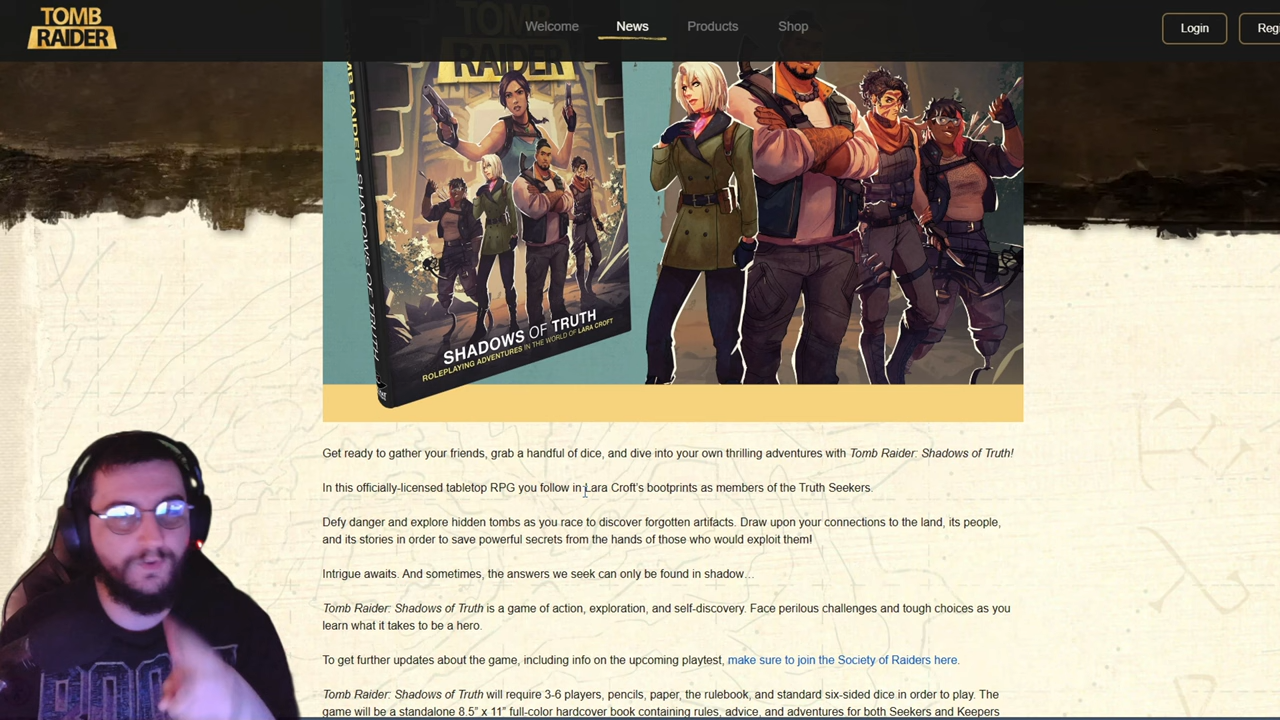 TOMB
RAIDER
Welcome
News
Products
Shop
Login
TOMB
RAIDER
SHADOWS OF TRUTH
ROLEPLAYING ADVENTURES IN THE WORLD OF LARA CROFT
Get ready to gather your friends, grab a handful of dice, and dive into your own thrilling adventures with Tomb Raider: Shadows of Truth!
In this officially-licensed tabletop RPG you follow in Lara Croft's bootprints as members of the Truth Seekers.
Defy danger and explore hidden tombs as you race to discover forgotten artifacts. Draw upon your connections to the land, its people,
and its stories in order to save powerful secrets from the hands of those who would exploit them!
Intrigue awaits. And sometimes, the answers we seek can only be found in shadow…
Tomb Raider: Shadows of Truth is a game of action, exploration, and self-discovery. Face perilous challenges and tough choices as you
learn what it takes to be a hero.
To get further updates about the game, including info on the upcoming playtest, make sure to join the Society of Raiders here.
Tomb Raider: Shadows of Truth will require 3-6 players, pencils, paper, the rulebook, and standard six-sided dice in order to play. The
game will be a standalone 8.5" x 11" full-color hardcover book containing rules, advice, and adventures for both Seekers and Keepers